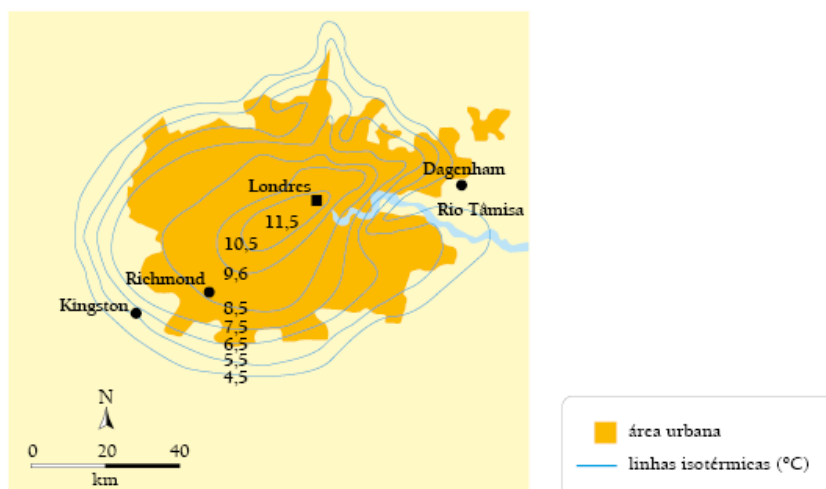 Dagenham
Londres
Rio Tâmisa
11,5
10,5
9,6
Richmond
Kingston
8,5
7,5
6,5
5,5
4,5
N
0 20 40
km
área urbana
linhas isotérmicas (°C)